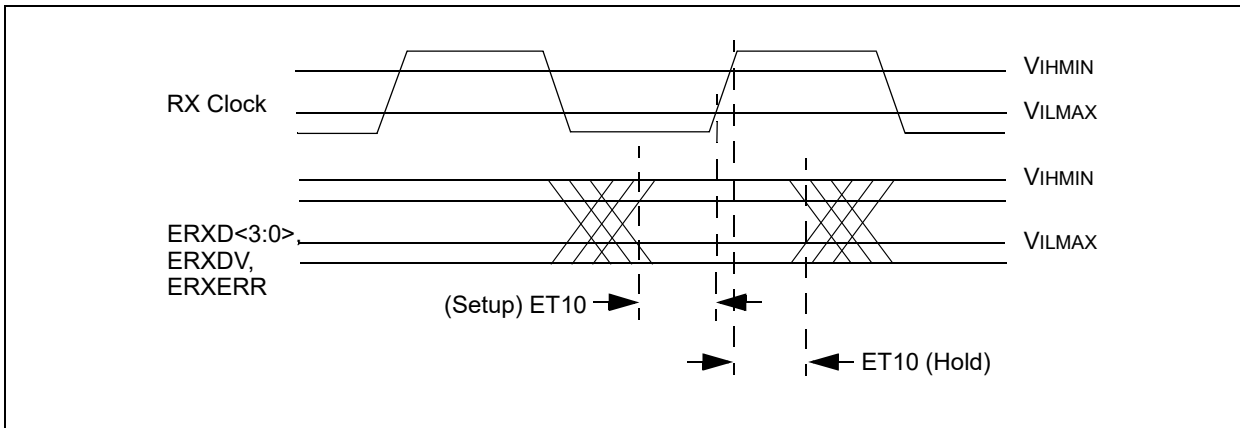 RX Clock
VIHMIN
VILMAX
VIHMIN
ERXD<3:0>,
ERXDV,
ERXERR
VILMAX
(Setup) ET10
ET10 (Hold)